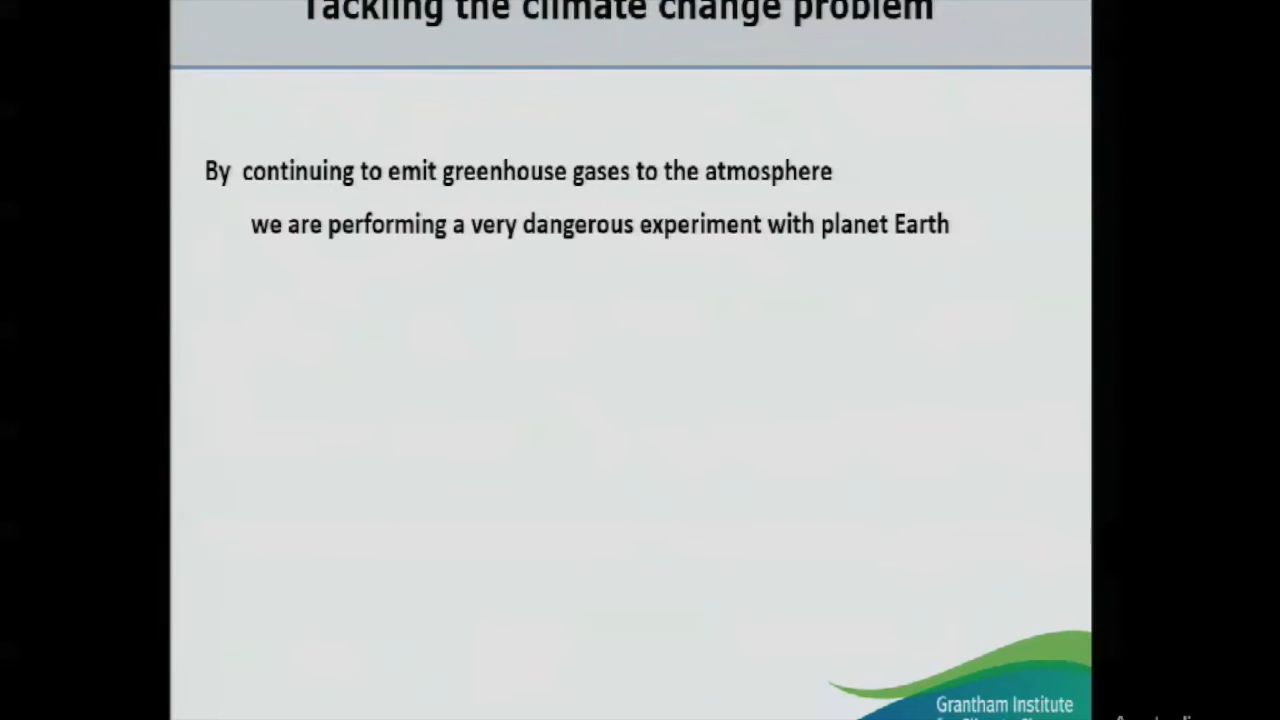 Tackling the climate change problem
By continuing to emit greenhouse gases to the atmosphere
we are performing a very dangerous experiment with planet Earth
Grantham Institute